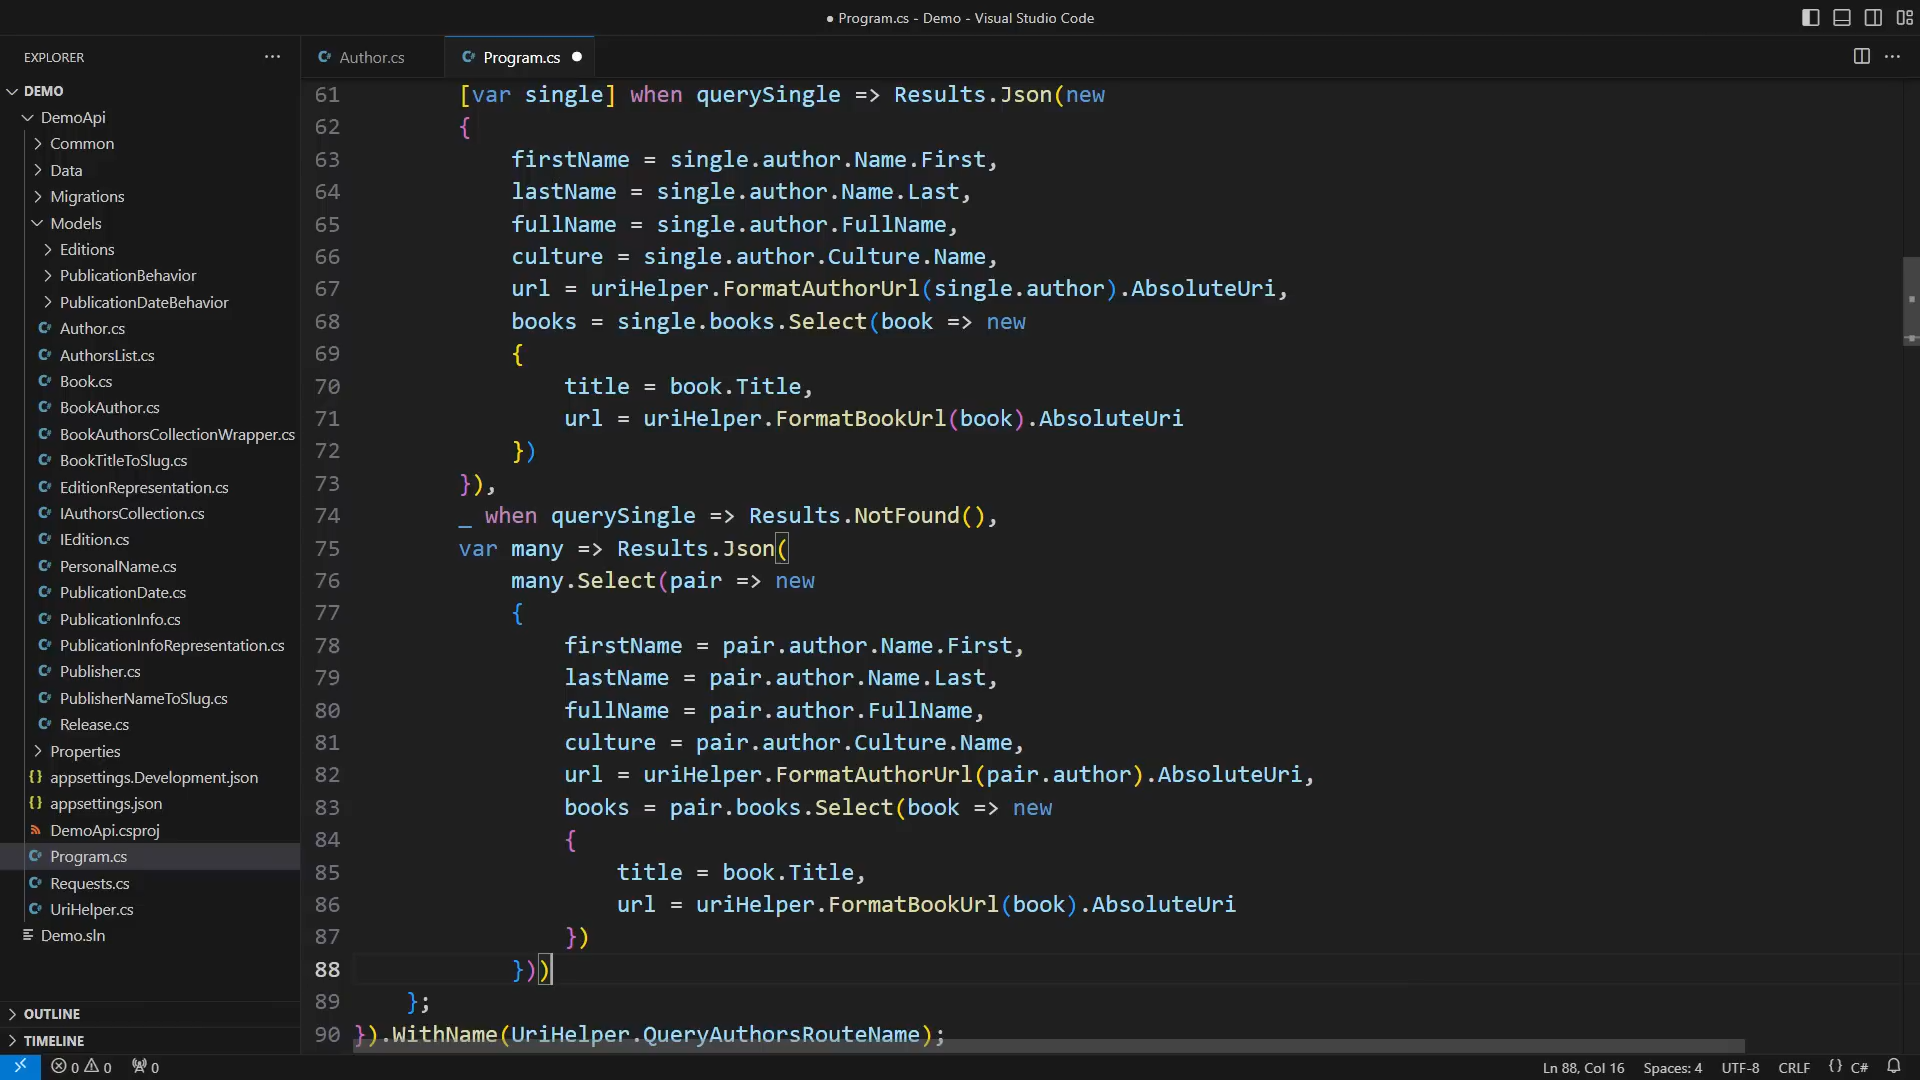 ● Program.cs - Demo - Visual Studio Code
EXPLORER
Author.cs
Program.cs
DEMO
DemoApi
Common
Data
Migrations
Models
Editions
PublicationBehavior
PublicationDateBehavior
Author.cs
AuthorsList.cs
Book.cs
BookAuthor.cs
BookAuthorsCollectionWrapper.cs
BookTitleToSlug.cs
EditionRepresentation.cs
IAuthorsCollection.cs
IEdition.cs
PersonalName.cs
PublicationDate.cs
PublicationInfo.cs
PublicationInfoRepresentation.cs
Publisher.cs
PublisherNameToSlug.cs
Release.cs
Properties
{} appsettings.Development.json
{} appsettings.json
DemoApi.csproj
Program.cs
Requests.cs
UriHelper.cs
Demo.sln
OUTLINE
TIMELINE
61 [var single] when querySingle => Results.Json(new
62 {
63 firstName = single.author.Name.First,
64 lastName = single.author.Name.Last,
65 fullName = single.author.FullName,
66 culture = single.author.Culture.Name,
67 url = uriHelper.FormatAuthorUrl(single.author).AbsoluteUri,
68 books = single.books.Select(book => new
69 {
70 title = book.Title,
71 url = uriHelper.FormatBookUrl(book).AbsoluteUri
72 })
73 }),
74 _ when querySingle => Results.NotFound(),
75 var many => Results.Json(
76 many.Select(pair => new
77 {
78 firstName = pair.author.Name.First,
79 lastName = pair.author.Name.Last,
80 fullName = pair.author.FullName,
81 culture = pair.author.Culture.Name,
82 url = uriHelper.FormatAuthorUrl(pair.author).AbsoluteUri,
83 books = pair.books.Select(book => new
84 {
85 title = book.Title,
86 url = uriHelper.FormatBookUrl(book).AbsoluteUri
87 })
88 }))
89 };
90 }).WithName(UriHelper.QueryAuthorsRouteName);
0 0 0
Ln 88, Col 16 Spaces: 4 UTF-8 CRLF {} C#